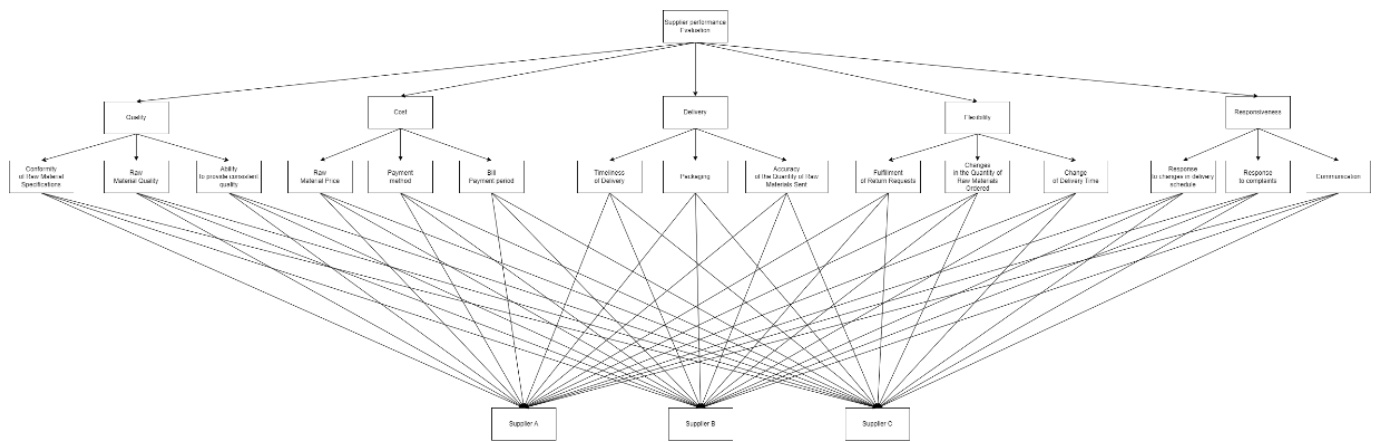 Supplier performance
Evaluation
Quality
Cost
Delivery
Flexibility
Responsiveness
Conformity
of Raw Material
Specifications
Raw
Material Quality
Ability
to provide consistent
quality
Raw
Material Price
Payment
method
Bill
Payment period
Timeliness
of Delivery
Packaging
Accuracy
of the Quantity of Raw
Materials Sent
Fulfilment
of Return Requests
Changes
in the Quantity of
Raw Materials
Ordered
Change
of Delivery Time
Response
to changes in delivery
schedule
Response
to complaints
Communication
Supplier A
Supplier B
Supplier C